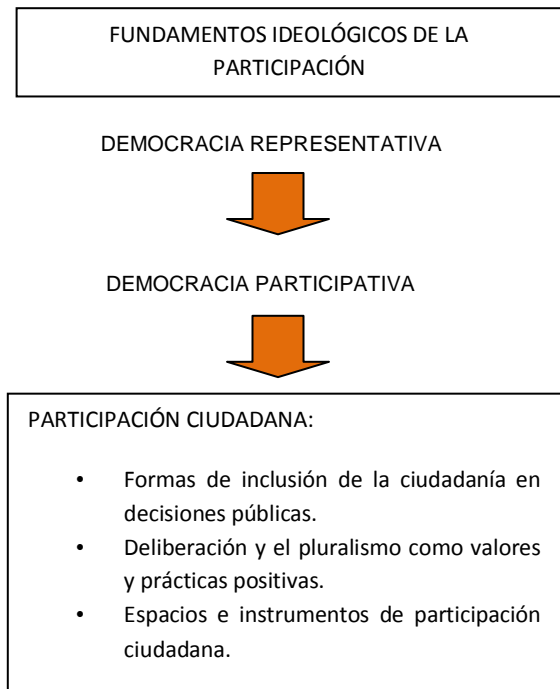 FUNDAMENTOS IDEOLÓGICOS DE LA
PARTICIPACIÓN
DEMOCRACIA REPRESENTATIVA
DEMOCRACIA PARTICIPATIVA
PARTICIPACIÓN CIUDADANA:
• Formas de inclusión de la ciudadanía en
decisiones públicas.
• Deliberación y el pluralismo como valores
y prácticas positivas.
• Espacios e instrumentos de participación
ciudadana.